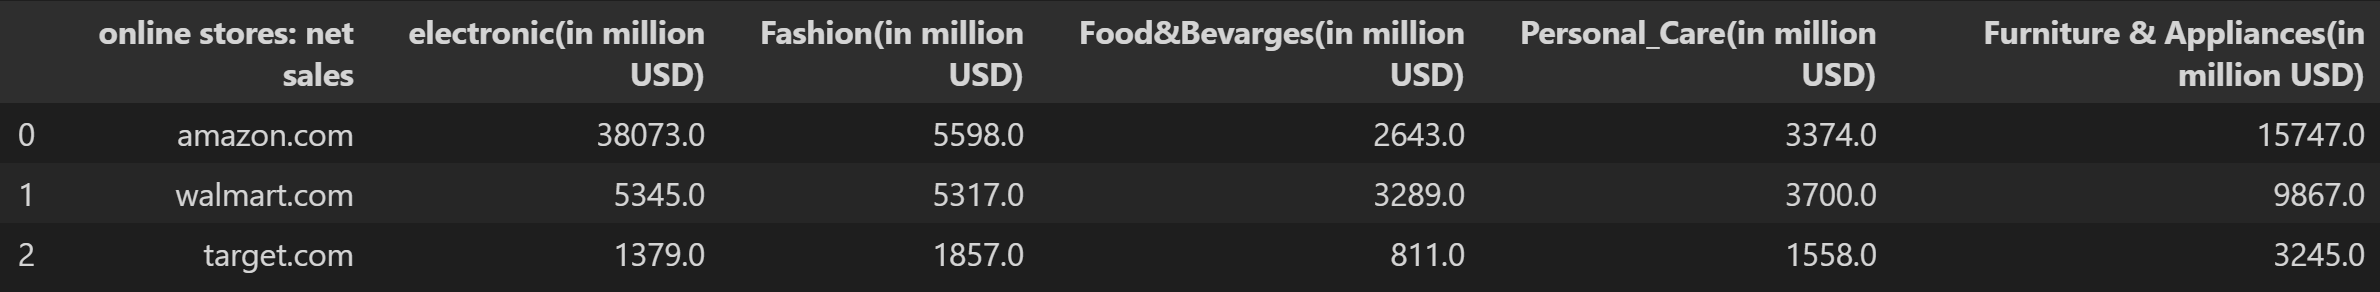 online stores: net sales electronic(in million USD) Fashion(in million USD) Food&Bevarges(in million USD) Personal_Care(in million USD) Furniture & Appliances(in million USD)
0 amazon.com 38073.0 5598.0 2643.0 3374.0 15747.0
1 walmart.com 5345.0 5317.0 3289.0 3700.0 9867.0
2 target.com 1379.0 1857.0 811.0 1558.0 3245.0